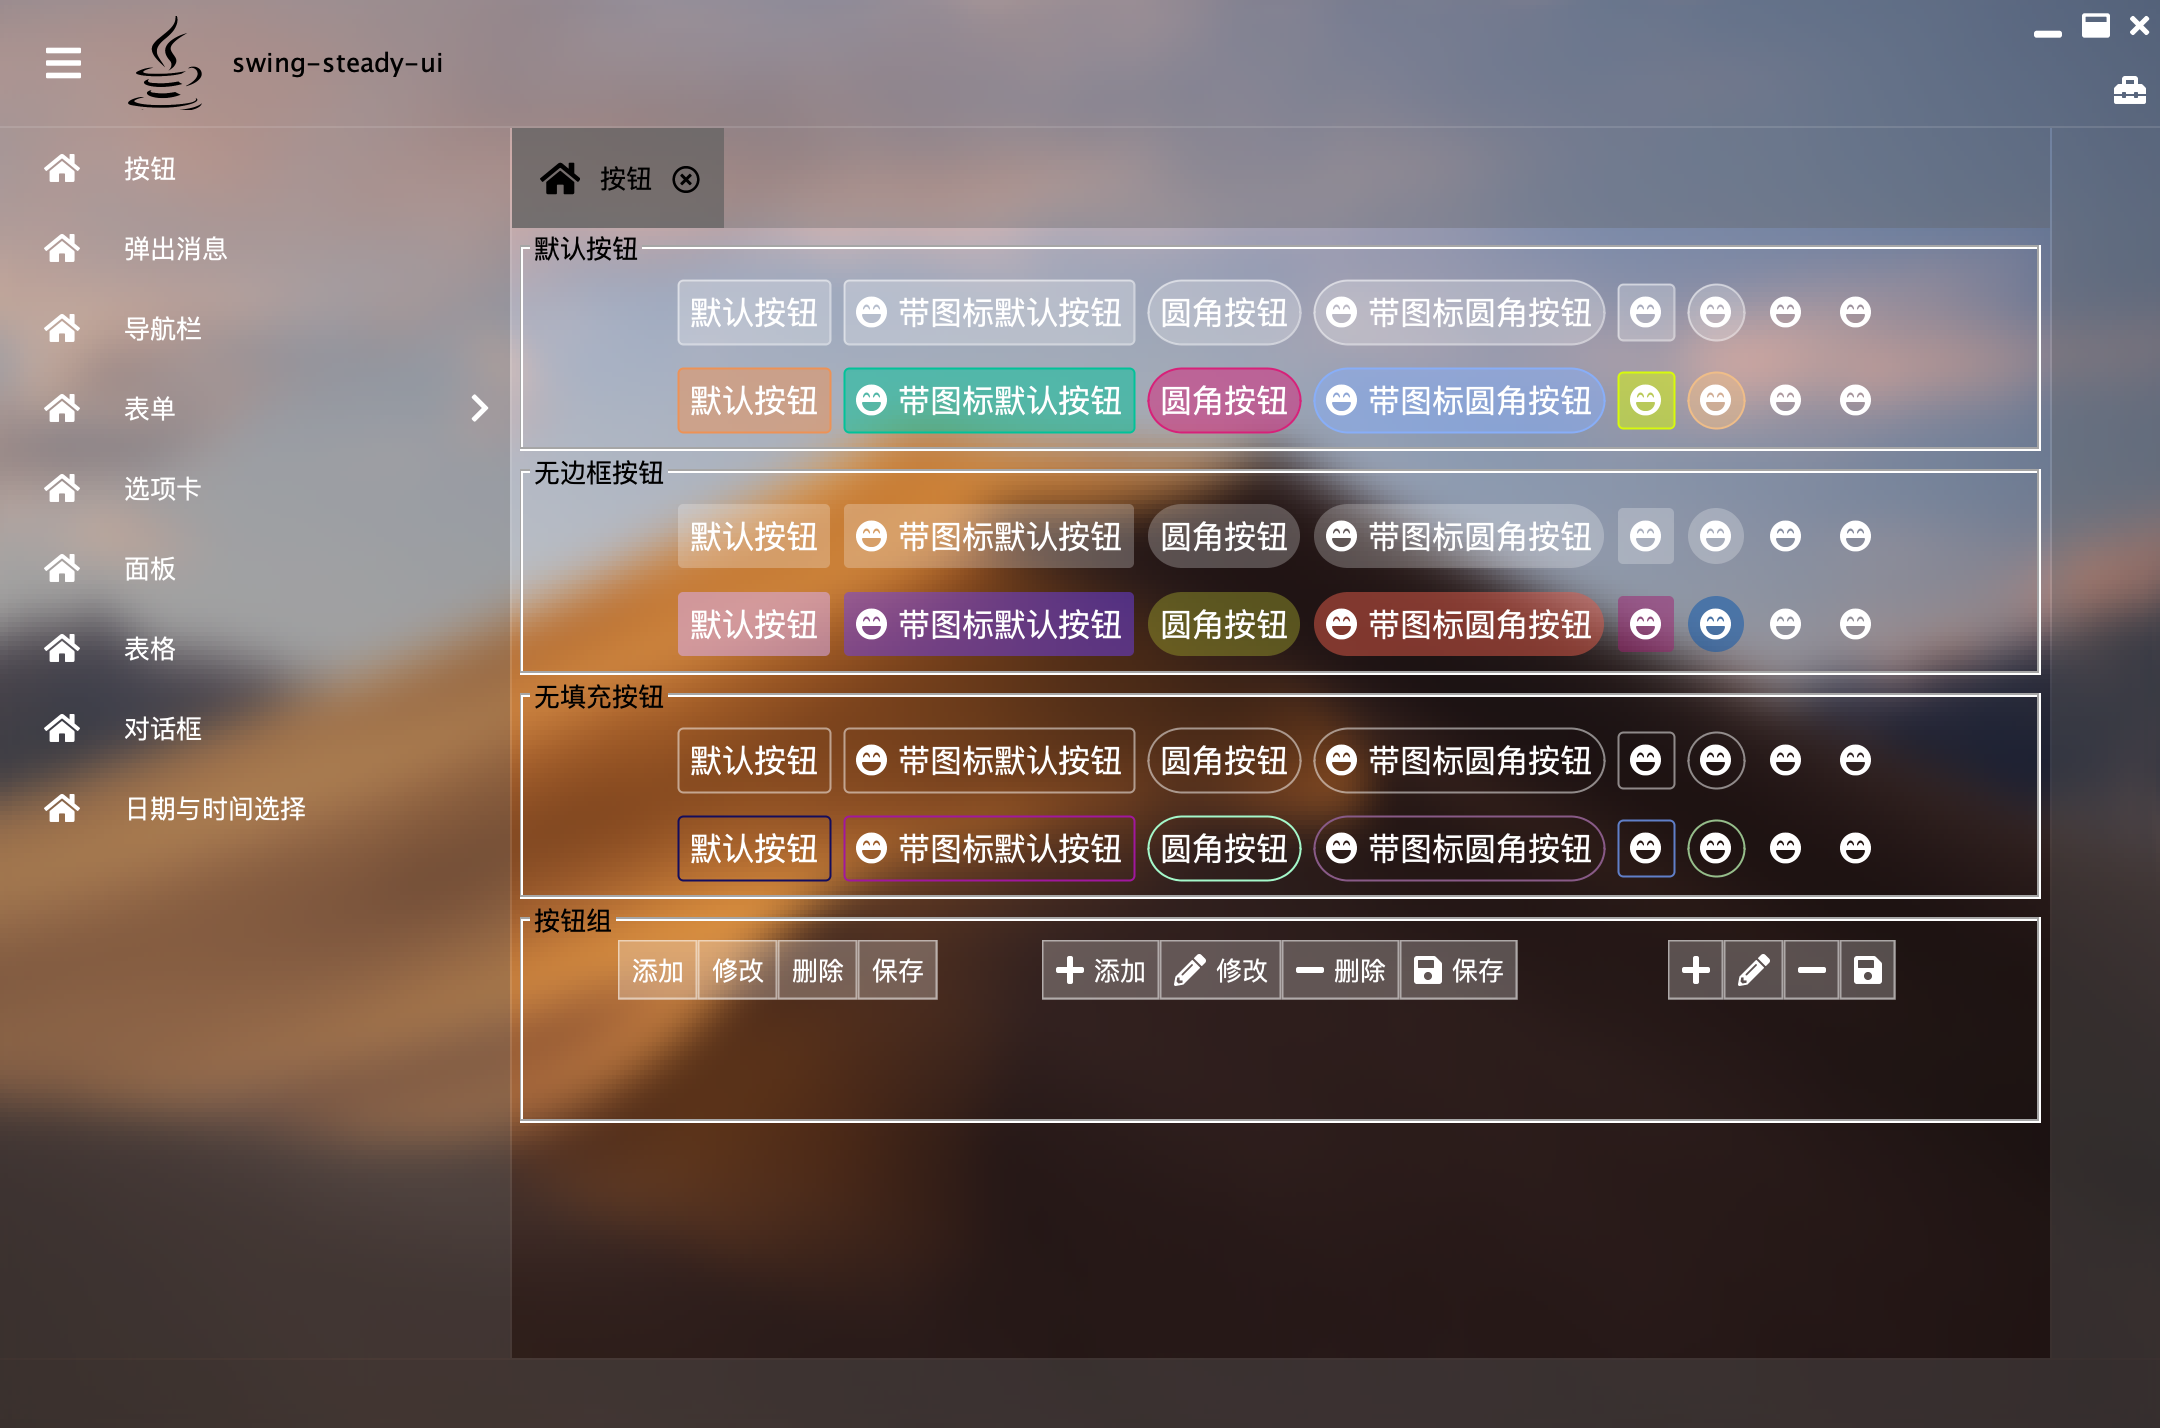 swing-steady-ui
按钮
弹出消息
导航栏
表单
选项卡
面板
表格
对话框
日期与时间选择
按钮
默认按钮
默认按钮 带图标默认按钮 圆角按钮 带图标圆角按钮
默认按钮 带图标默认按钮 圆角按钮 带图标圆角按钮
无边框按钮
默认按钮 带图标默认按钮 圆角按钮 带图标圆角按钮
默认按钮 带图标默认按钮 圆角按钮 带图标圆角按钮
无填充按钮
默认按钮 带图标默认按钮 圆角按钮 带图标圆角按钮
默认按钮 带图标默认按钮 圆角按钮 带图标圆角按钮
按钮组
添加 修改 删除 保存 添加 修改 删除 保存